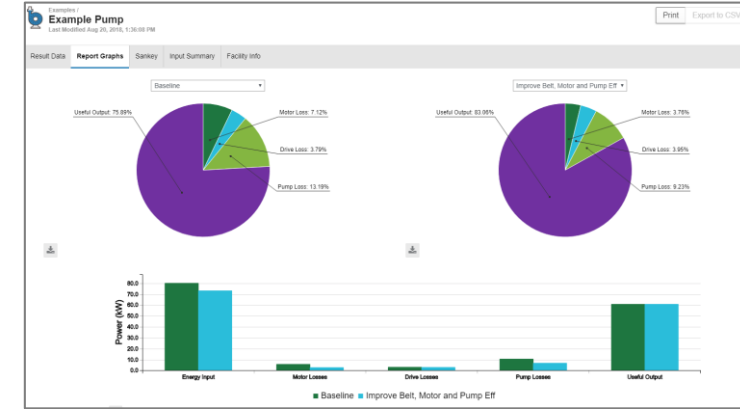 Examples /
Example Pump
Last Modified Aug 20, 2018, 1:36:08 PM
Print Export to CSV
Result Data Report Graphs Sankey Input Summary Facility Info
Baseline
Improve Belt, Motor and Pump Eff
Useful Output: 75.89%
Motor Loss: 7.12%
Drive Loss: 3.79%
Pump Loss: 13.18%
Useful Output: 83.06%
Motor Loss: 3.76%
Drive Loss: 3.95%
Pump Loss: 9.23%
Power (kW)
80.0
70.0
60.0
50.0
40.0
30.0
20.0
10.0
0.0
Energy Input Motor Losses Drive Losses Pump Losses Useful Output
Baseline Improve Belt, Motor and Pump Eff